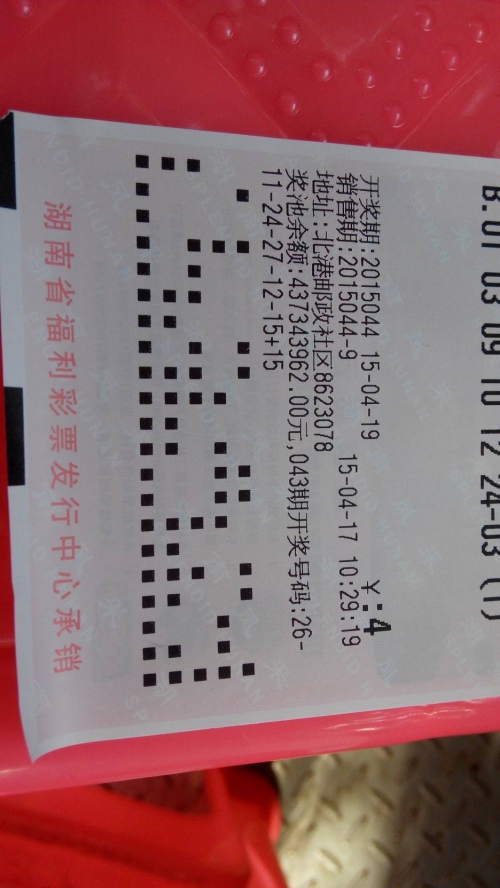 B.01 03 09 10 12 24-03 (1)
¥:4
开奖期:2015044 15-04-19
销售期:2015044-9 15-04-17 10:29:19
地址:北港邮政社区8623078
奖池余额:437343962.00元,043期开奖号码:26-
11-24-27-12-15+15
湖南省福利彩票发行中心承销